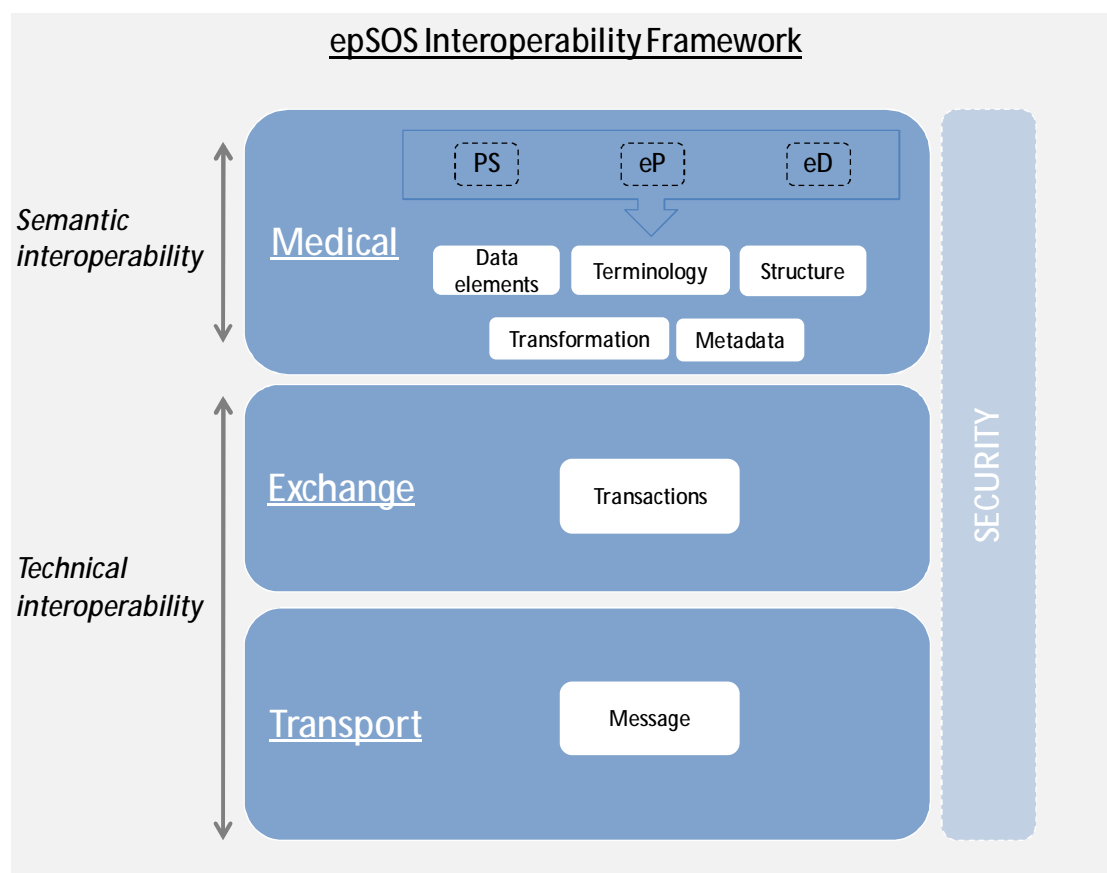 epSOS Interoperability Framework
PS
eP
eD
Semantic
interoperability
Medical
Data
elements
Terminology
Structure
Transformation
Metadata
Exchange
Transactions
SECURITY
Technical
interoperability
Transport
Message